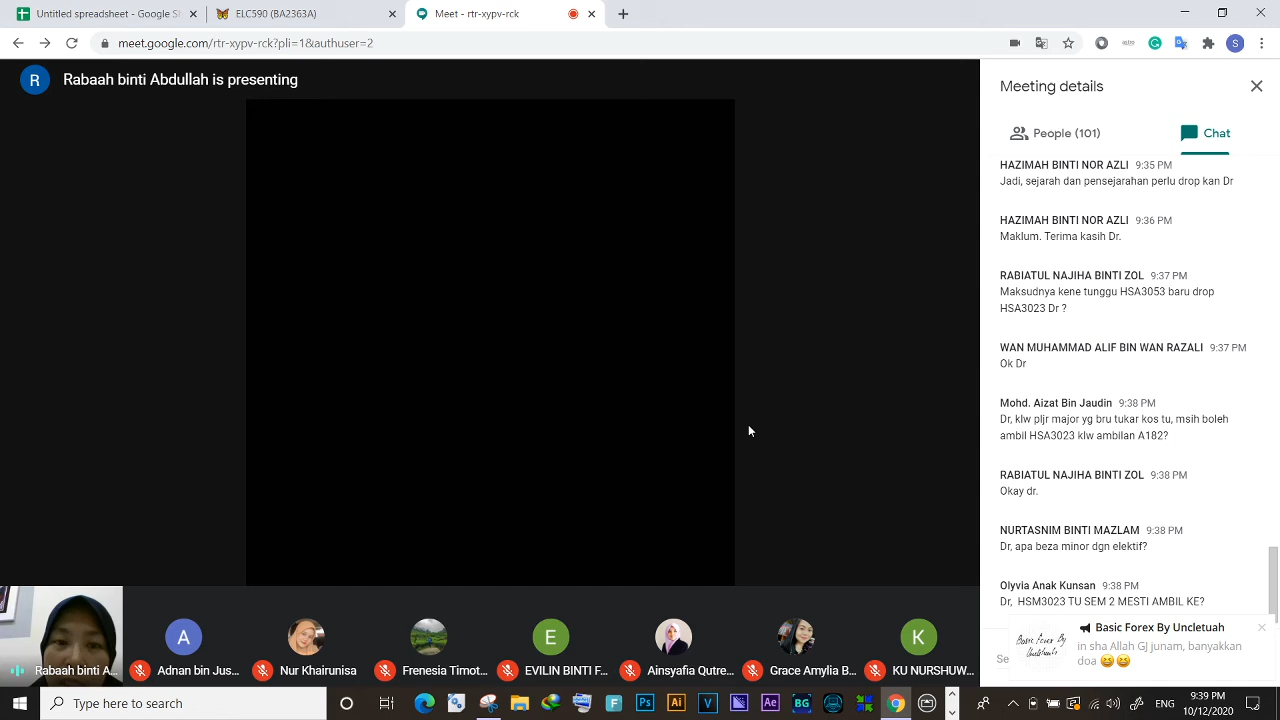 Untitled spreadsheet - Google Sh
ELC590 (BA2363A)
Meet - rtr-xypv-rck
meet.google.com/rtr-xypv-rck?pli=1&authuser=2
S
R
Rabaah binti Abdullah is presenting
Meeting details
People (101)
Chat
HAZIMAH BINTI NOR AZLI 9:35 PM
Jadi, sejarah dan pensejarahan perlu drop kan Dr
HAZIMAH BINTI NOR AZLI 9:36 PM
Maklum. Terima kasih Dr.
RABIATUL NAJIHA BINTI ZOL 9:37 PM
Maksudnya kene tunggu HSA3053 baru drop
HSA3023 Dr ?
WAN MUHAMMAD ALIF BIN WAN RAZALI 9:37 PM
Ok Dr
Mohd. Aizat Bin Jaudin 9:38 PM
Dr, klw pljr major yg bru tukar kos tu, msih boleh
ambil HSA3023 klw ambilan A182?
RABIATUL NAJIHA BINTI ZOL 9:38 PM
Okay dr.
NURTASNIM BINTI MAZLAM 9:38 PM
Dr, apa beza minor dgn elektif?
Olyvia Anak Kunsan 9:38 PM
Dr, HSM3023 TU SEM 2 MESTI AMBIL KE?
Se
Basic Forex By Uncletuah
in sha Allah Gj junam, banyakkan
doa 😆😆
A
E
K
Rabaah binti A...
Adnan bin Jus...
Nur Khairunisa
Frenesia Timot...
EVILIN BINTI F...
Ainsyafia Qutre...
Grace Amylia B...
KU NURSHUW...
Type here to search
F
Ps
Ai
V
Ae
BG
ENG
9:39 PM
10/12/2020